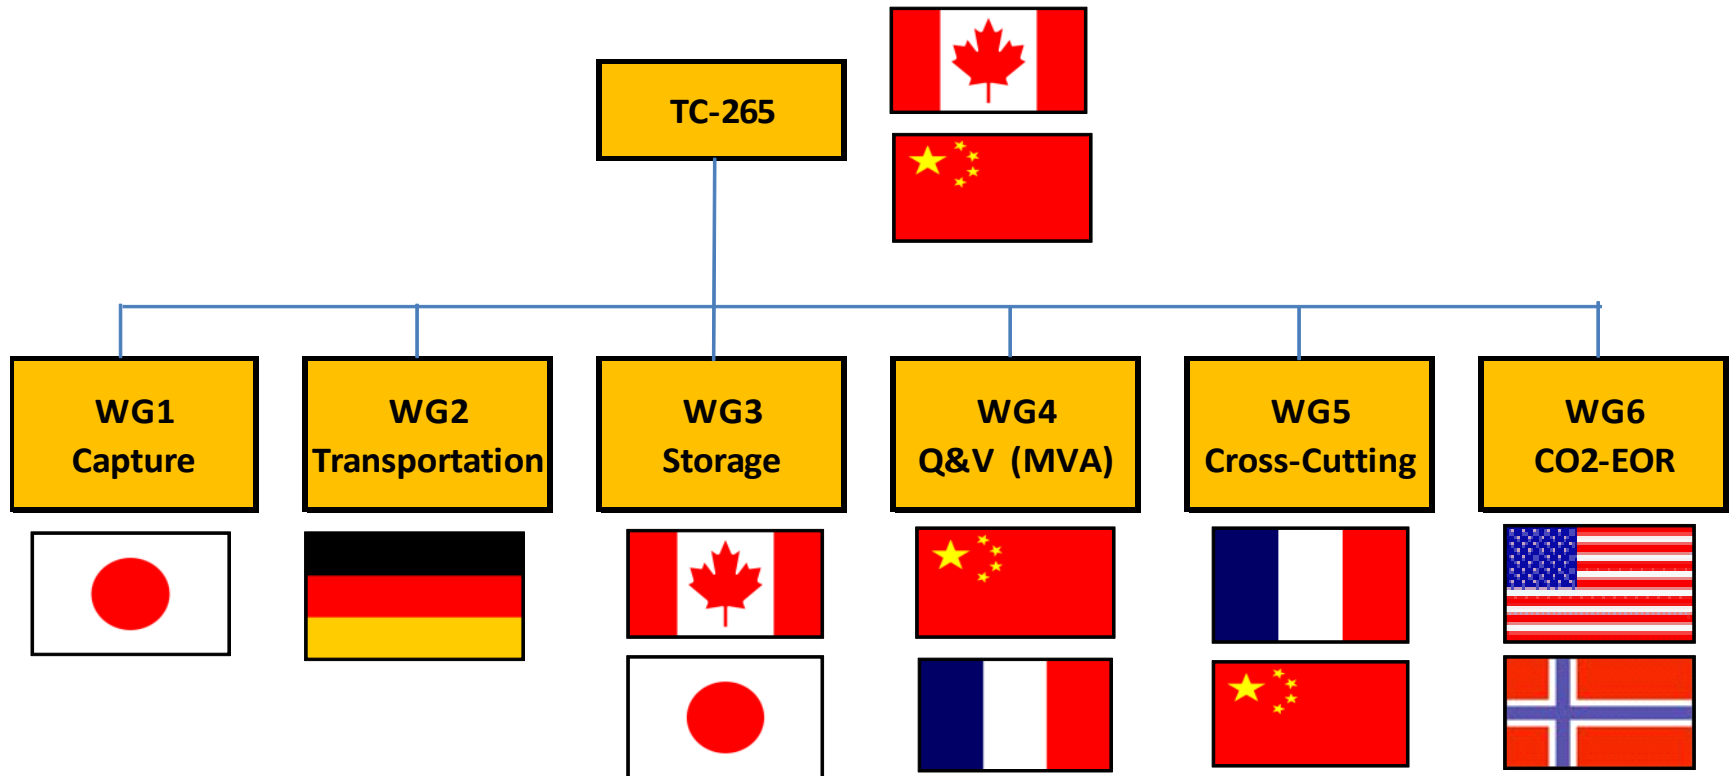 TC-265
WG1
Capture
WG2
Transportation
WG3
Storage
WG4
Q&V (MVA)
WG5
Cross-Cutting
WG6
CO2-EOR